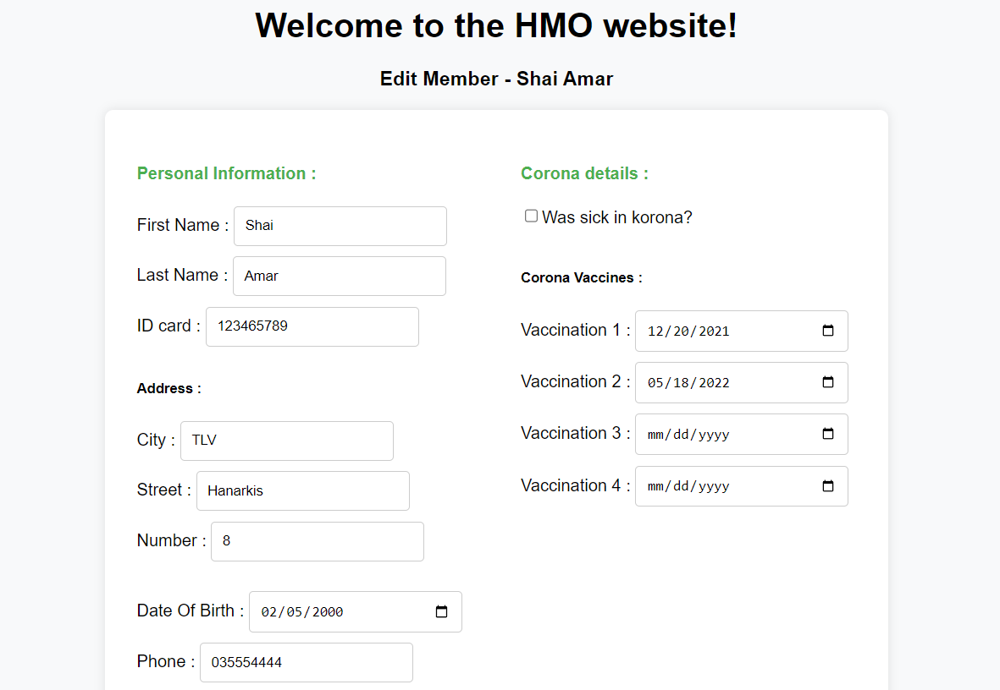 Welcome to the HMO website!
Edit Member - Shai Amar
Personal Information :
First Name : Shai
Last Name : Amar
ID card : 123465789
Address :
City : TLV
Street : Hanarkis
Number : 8
Date Of Birth : 02/05/2000
Phone : 035554444
Corona details :
Was sick in korona?
Corona Vaccines :
Vaccination 1 : 12/20/2021
Vaccination 2 : 05/18/2022
Vaccination 3 : mm/dd/yyyy
Vaccination 4 : mm/dd/yyyy